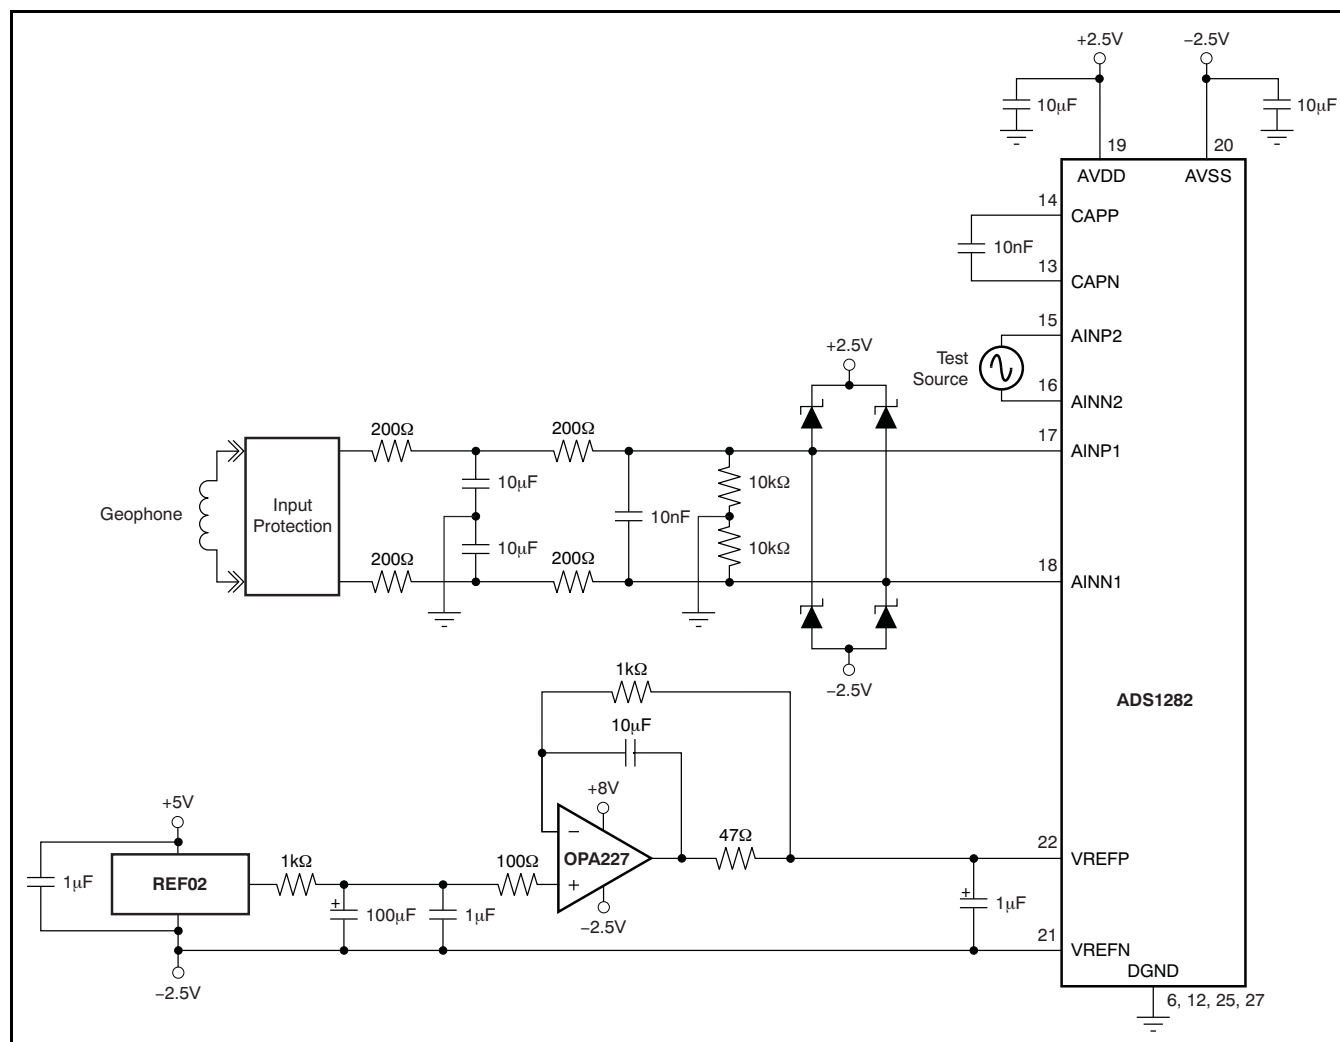 +2.5V
−2.5V
10μF
10μF
19
20
AVDD
AVSS
14
CAPP
10nF
13
CAPN
15
AINP2
Test
Source
16
AINN2
+2.5V
17
AINP1
200Ω
200Ω
10μF
10kΩ
Geophone
Input
Protection
10nF
10μF
10kΩ
200Ω
200Ω
18
AINN1
−2.5V
1kΩ
ADS1282
10μF
+8V
+5V
47Ω
22
VREFP
1kΩ
100Ω
−
OPA227
+
REF02
1μF
+
100μF
1μF
−2.5V
+
1μF
21
VREFN
−2.5V
DGND
6, 12, 25, 27